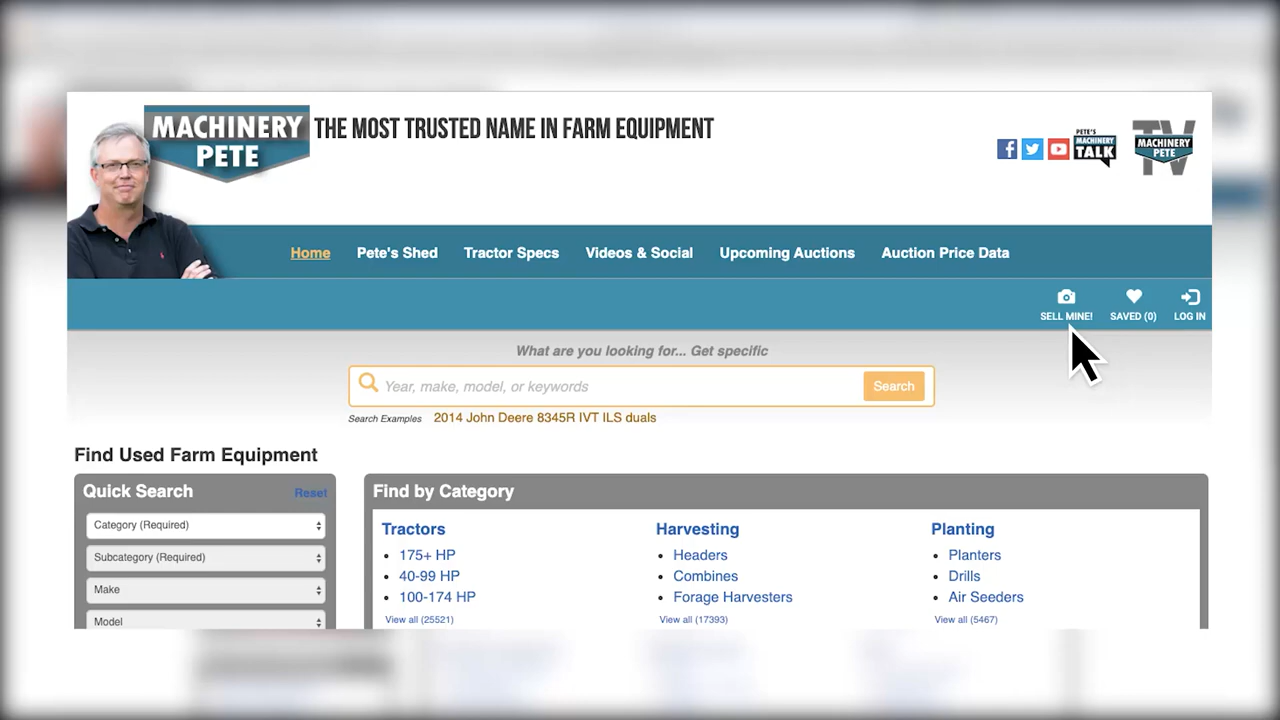 MACHINERY
PETE
THE MOST TRUSTED NAME IN FARM EQUIPMENT
PETE'S
MACHINERY
TALK
TV
MACHINERY
PETE
Home Pete's Shed Tractor Specs Videos & Social Upcoming Auctions Auction Price Data
SELL MINE! SAVED (0) LOG IN
What are you looking for... Get specific
Year, make, model, or keywords Search
Search Examples 2014 John Deere 8345R IVT ILS duals
Find Used Farm Equipment
Quick Search Reset
Category (Required)
Subcategory (Required)
Make
Model
Find by Category
Tractors
175+ HP
40-99 HP
100-174 HP
View all (25521)
Harvesting
Headers
Combines
Forage Harvesters
View all (17393)
Planting
Planters
Drills
Air Seeders
View all (5467)